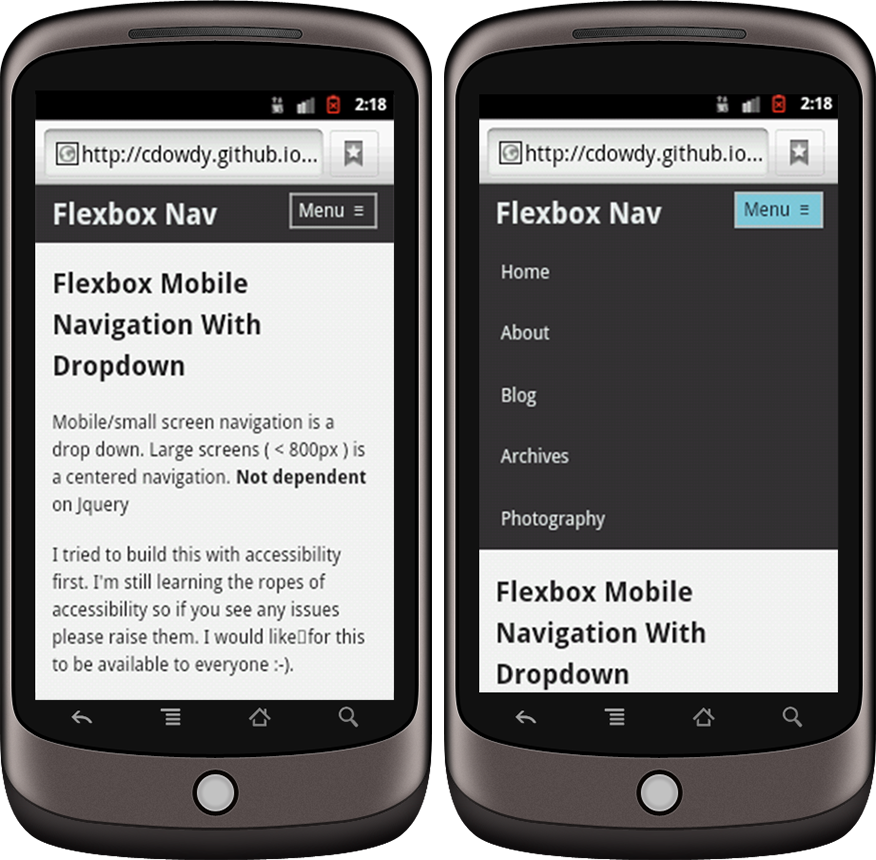 2:18
http://cdowdy.github.io...
Flexbox Nav
Menu ≡
Flexbox Mobile
Navigation With
Dropdown
Mobile/small screen navigation is a
drop down. Large screens ( < 800px ) is
a centered navigation. Not dependent
on Jquery
I tried to build this with accessibility
first. I'm still learning the ropes of
accessibility so if you see any issues
please raise them. I would like▯for this
to be available to everyone :-).
2:18
http://cdowdy.github.io...
Flexbox Nav
Menu ≡
Home
About
Blog
Archives
Photography
Flexbox Mobile
Navigation With
Dropdown